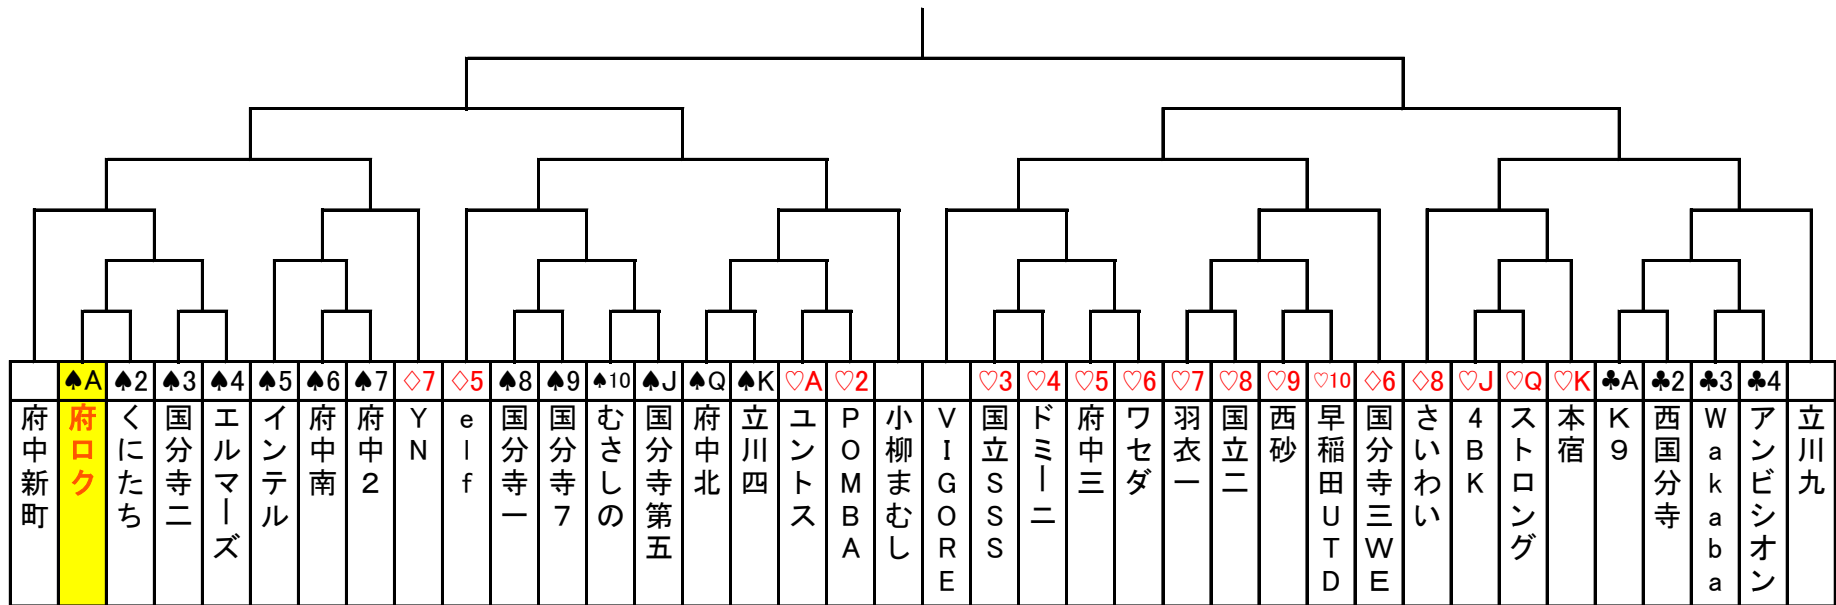 府中新町
♠A 府ロク
♠2 くにたち
♠3 国分寺二
♠4 エルマーズ
♠5 インテル
♠6 府中南
♠7 府中2
♢7 YN
♢5 elf
♠8 国分寺一
♠9 国分寺7
♠10 むさしの
♠J 国分寺第五
♠Q 府中北
♠K 立川四
♡A ユントス
♡2 POMBA
小柳まむし
VIGORE
♡3 国立SSS
♡4 ドミーニ
♡5 府中三
♡6 ワセダ
♡7 羽衣一
♡8 国立二
♡9 西砂
♡10 早稲田UTD
♢6 国分寺三WE
♢8 さいわい
♡J 4BK
♡Q ストロング
♡K 本宿
♣A K9
♣2 西国分寺
♣3 Wakaba
♣4 アンビシオン
立川九